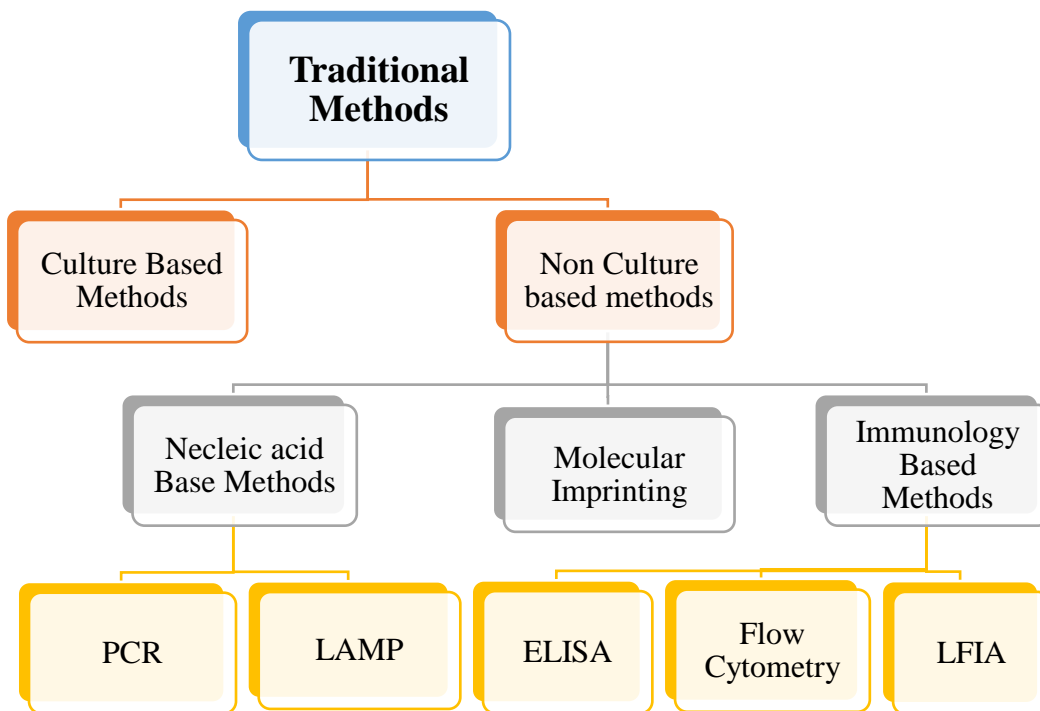 Traditional
Methods
Culture Based
Methods
Non Culture
based methods
Necleic acid
Base Methods
Molecular
Imprinting
Immunology
Based
Methods
PCR
LAMP
ELISA
Flow
Cytometry
LFIA